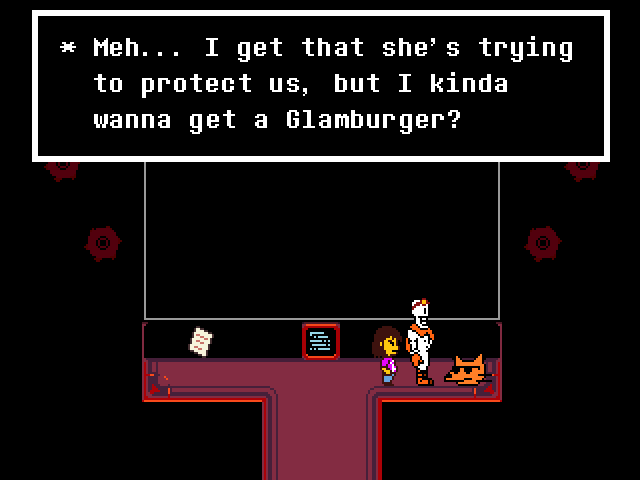 * Meh... I get that she's trying
to protect us, but I kinda
wanna get a Glamburger?